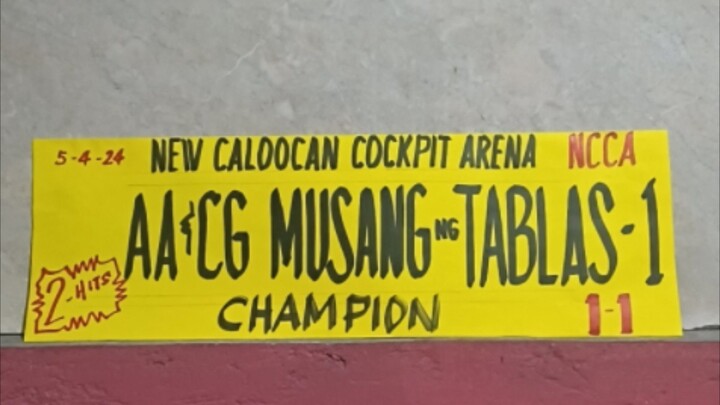 5-4-24 NEW CALOOCAN COCKPIT ARENA NCCA
AA & CG MUSANG NG TABLAS-1
2-HITS CHAMPION 1-1